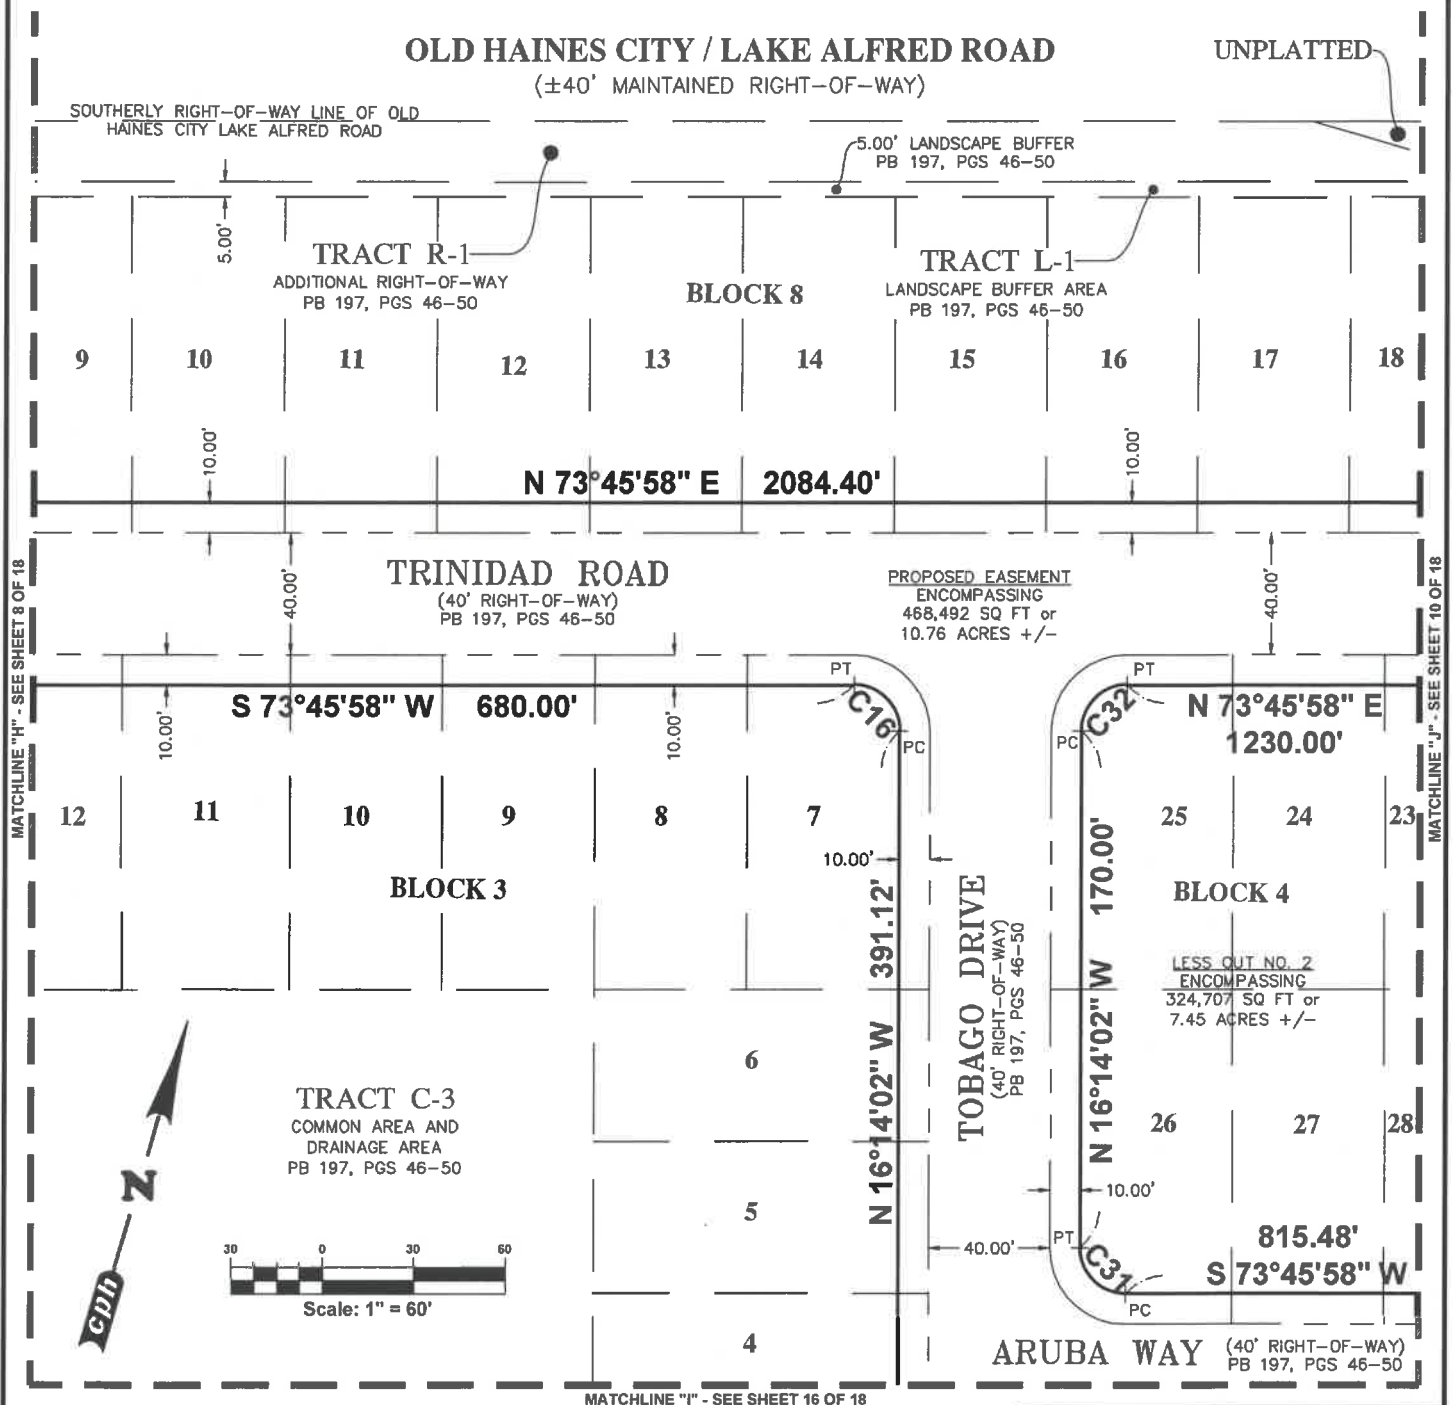 OLD HAINES CITY / LAKE ALFRED ROAD
(±40' MAINTAINED RIGHT-OF-WAY)
UNPLATTED
SOUTHERLY RIGHT-OF-WAY LINE OF OLD
HAINES CITY LAKE ALFRED ROAD
5.00' LANDSCAPE BUFFER
PB 197, PGS 46-50
5.00'
TRACT R-1
ADDITIONAL RIGHT-OF-WAY
PB 197, PGS 46-50
BLOCK 8
TRACT L-1
LANDSCAPE BUFFER AREA
PB 197, PGS 46-50
9 10 11 12 13 14 15 16 17 18
10.00'
10.00'
N 73°45'58" E 2084.40'
MATCHLINE "H" - SEE SHEET 8 OF 18
MATCHLINE "J" - SEE SHEET 10 OF 18
TRINIDAD ROAD
(40' RIGHT-OF-WAY)
PB 197, PGS 46-50
40.00'
PROPOSED EASEMENT
ENCOMPASSING
468,492 SQ FT or
10.76 ACRES +/-
40.00'
PT
PT
S 73°45'58" W 680.00'
C16
C32
N 73°45'58" E
1230.00'
10.00'
10.00'
PC
PC
12 11 10 9 8 7
25 24 23
10.00'
BLOCK 3
BLOCK 4
N 16°14'02" W 391.12'
TOBAGO DRIVE
(40' RIGHT-OF-WAY)
PB 197, PGS 46-50
N 16°14'02" W 170.00'
LESS OUT NO. 2
ENCOMPASSING
324,707 SQ FT or
7.45 ACRES +/-
6
TRACT C-3
COMMON AREA AND
DRAINAGE AREA
PB 197, PGS 46-50
26 27 28
N
cph
5
10.00'
40.00'
PT
C31
PC
815.48'
S 73°45'58" W
30 0 30 60
Scale: 1" = 60'
4
ARUBA WAY
(40' RIGHT-OF-WAY)
PB 197, PGS 46-50
MATCHLINE "I" - SEE SHEET 16 OF 18